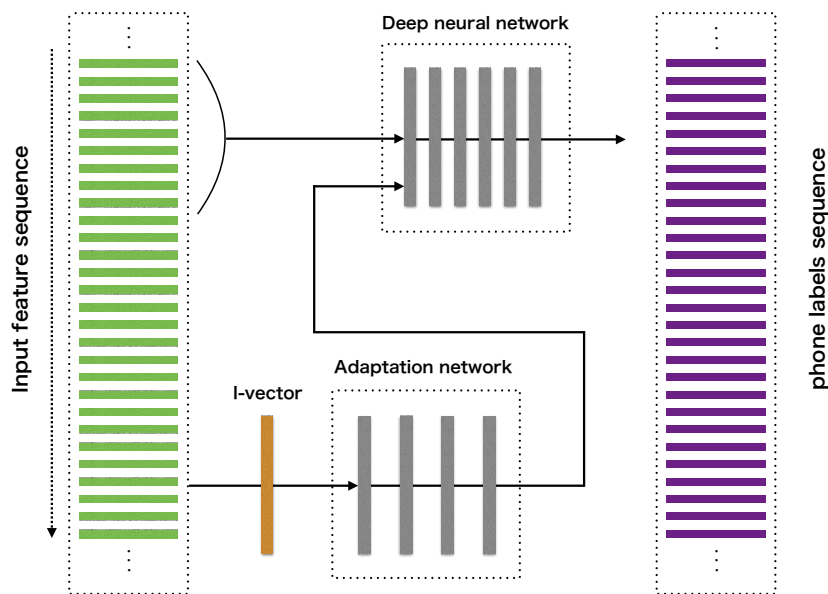 Deep neural network
Input feature sequence
phone labels sequence
Adaptation network
I-vector